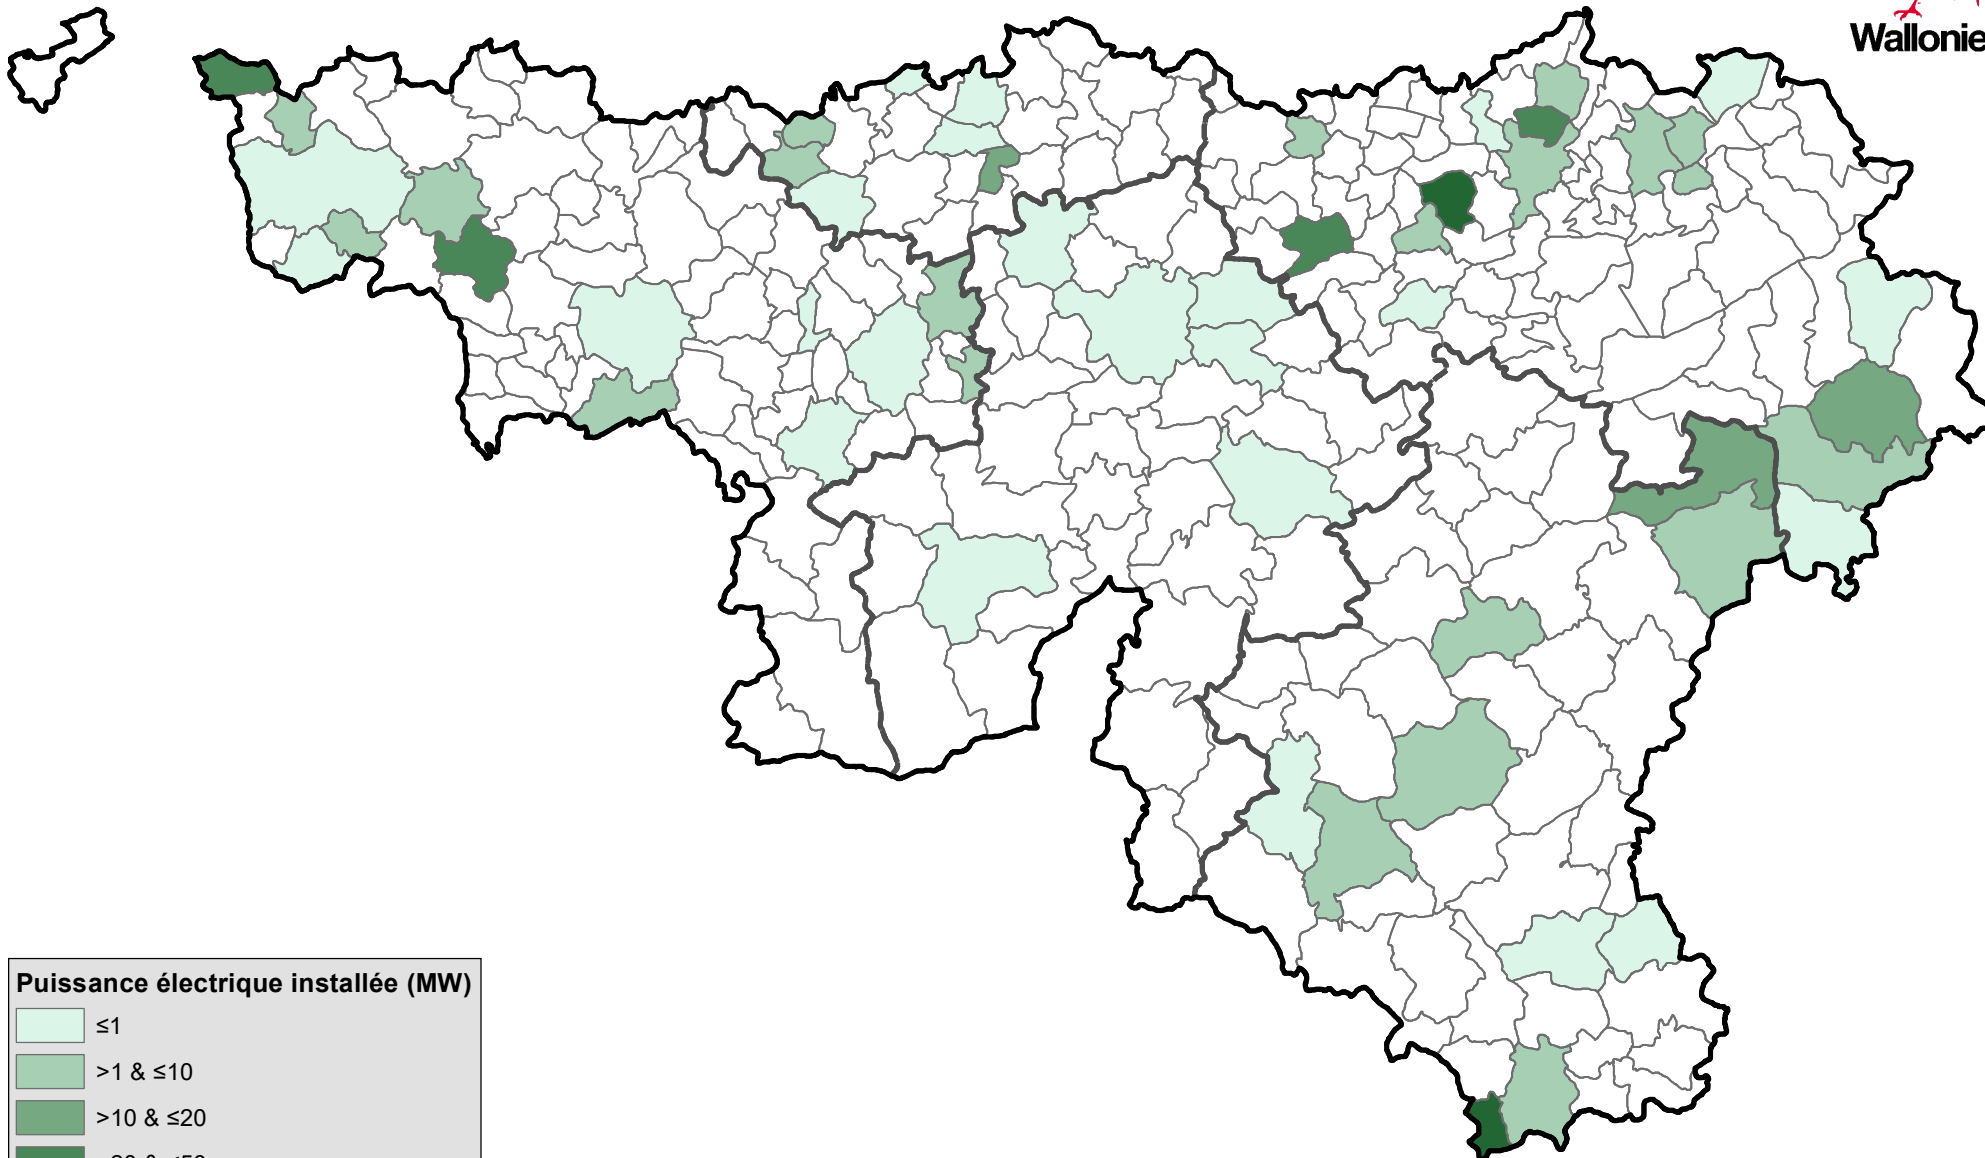 Wallonie
Puissance électrique installée (MW)
≤1
>1 & ≤10
>10 & ≤20